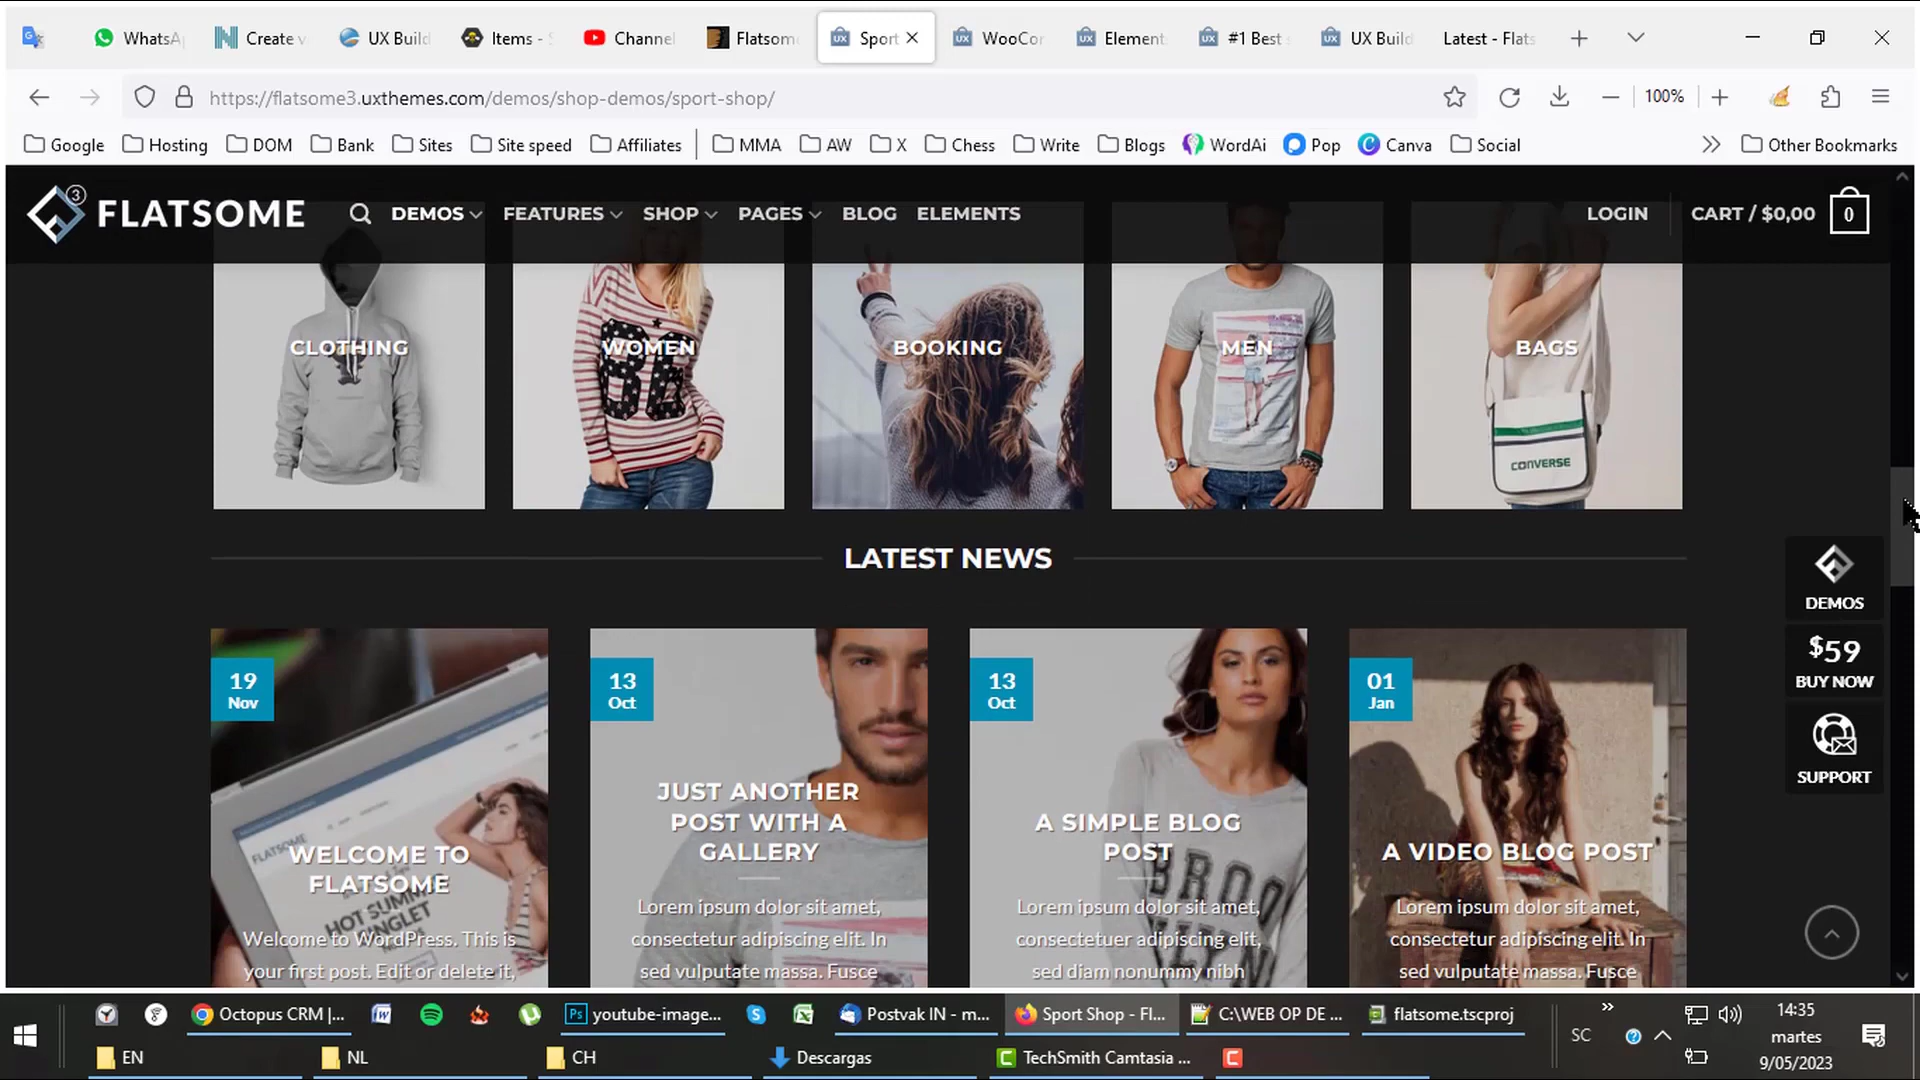 WhatsA
Create v
UX Build
Items - S
Channel
Flatsome
Sport
WooCor
Element
#1 Best
UX Build
Latest - Flats
https://flatsome3.uxthemes.com/demos/shop-demos/sport-shop/
100%
Google
Hosting
DOM
Bank
Sites
Site speed
Affiliates
MMA
AW
X
Chess
Write
Blogs
WordAi
Pop
Canva
Social
Other Bookmarks
3
FLATSOME
DEMOS
FEATURES
SHOP
PAGES
BLOG
ELEMENTS
LOGIN
CART / $0,00
0
CLOTHING
WOMEN
BOOKING
MEN
BAGS
CONVERSE
LATEST NEWS
DEMOS
$59
BUY NOW
SUPPORT
19
Nov
WELCOME TO
FLATSOME
Welcome to WordPress. This is
your first post. Edit or delete it,
13
Oct
JUST ANOTHER
POST WITH A
GALLERY
Lorem ipsum dolor sit amet,
consectetur adipiscing elit. In
sed vulputate massa. Fusce
13
Oct
A SIMPLE BLOG
POST
Lorem ipsum dolor sit amet,
consectetuer adipiscing elit,
sed diam nonummy nibh
01
Jan
A VIDEO BLOG POST
Lorem ipsum dolor sit amet,
consectetur adipiscing elit. In
sed vulputate massa. Fusce
Octopus CRM |...
youtube-image...
Postvak IN - m...
Sport Shop - Fl...
C:\WEB OP DE ...
flatsome.tscproj
SC
14:35
martes
9/05/2023
EN
NL
CH
Descargas
TechSmith Camtasia ...